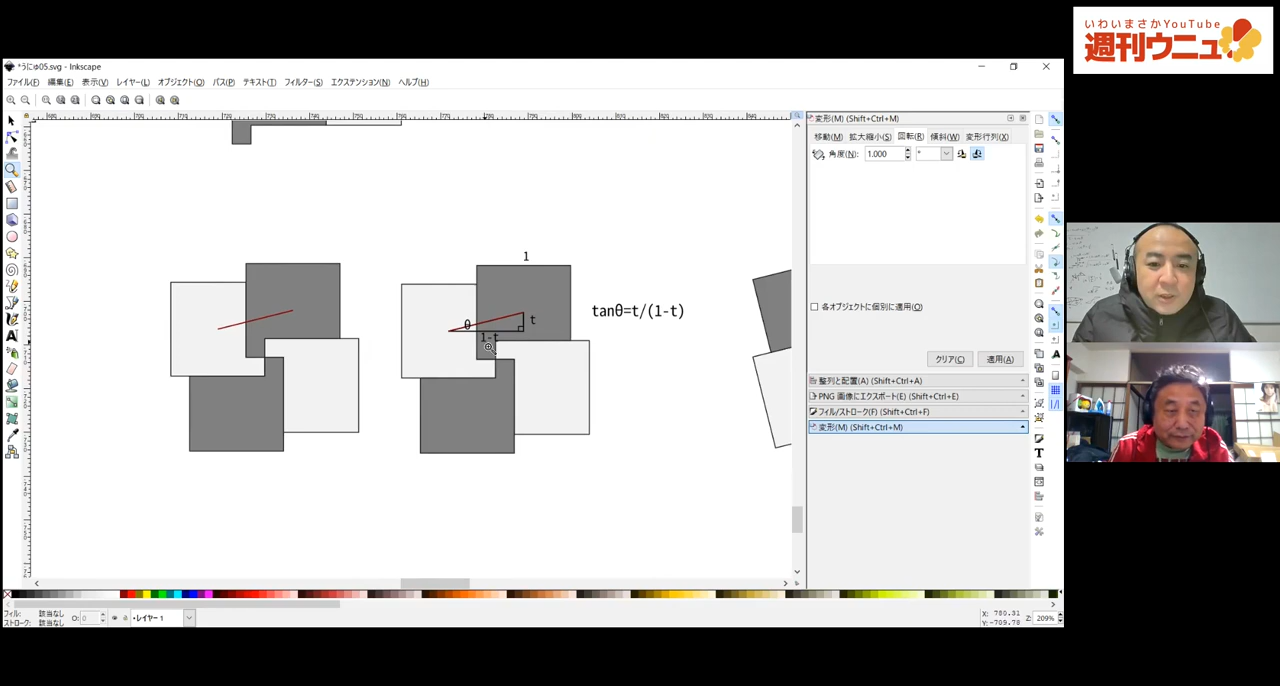 いわいまさかYouTube
週刊ウニュ
*うにゅ05.svg - Inkscape
ファイル(F) 編集(E) 表示(V) レイヤー(L) オブジェクト(O) パス(P) テキスト(T) フィルター(S) エクステンション(N) ヘルプ(H)
変形(M) (Shift+Ctrl+M)
移動(M) 拡大縮小(S) 回転(R) 傾斜(W) 変形行列(X)
角度(N): 1.000 °
1
θ
t
1-t
tanθ=t/(1-t)
各オブジェクトに個別に適用(O)
クリア(C) 適用(A)
整列と配置(A) (Shift+Ctrl+A)
PNG 画像にエクスポート(E) (Shift+Ctrl+E)
フィル/ストローク(F) (Shift+Ctrl+F)
変形(M) (Shift+Ctrl+M)
フィル: 該当なし
ストローク: 該当なし
O: 0
•レイヤー 1
X: 780.31
Y: -709.78
Z: 209%